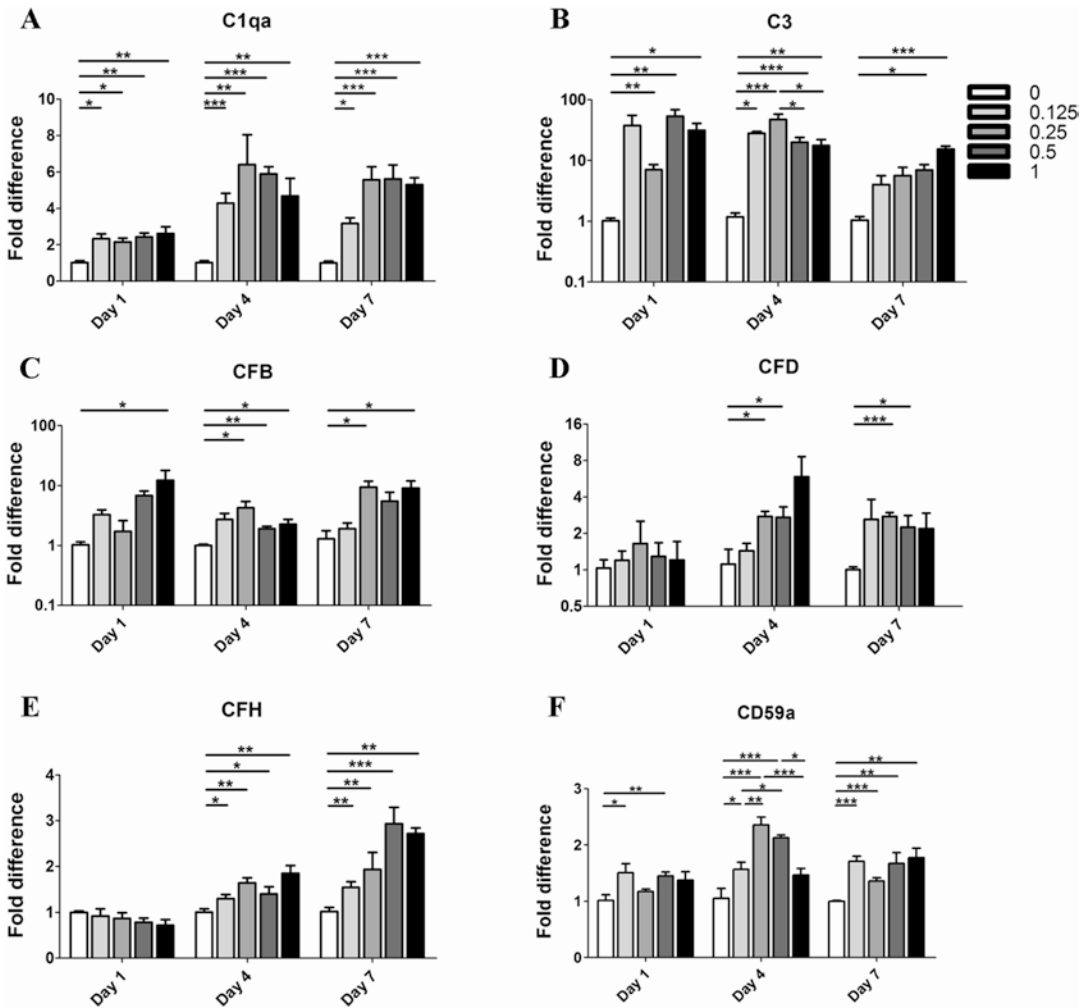 A
C1qa
**
**
*
*
**
***
**
***
***
***
***
*
Fold difference
10
8
6
4
2
0
Day 1
Day 4
Day 7
B
C3
*
**
**
**
***
***
*
*
*
***
*
Fold difference
100
10
1
0.1
Day 1
Day 4
Day 7
0
0.125
0.25
0.5
1
C
CFB
*
*
**
*
*
*
Fold difference
100
10
1
0.1
Day 1
Day 4
Day 7
D
CFD
*
*
*
***
Fold difference
16
8
4
2
1
0.5
Day 1
Day 4
Day 7
E
CFH
**
*
**
*
**
***
**
**
Fold difference
4
3
2
1
0
Day 1
Day 4
Day 7
F
CD59a
**
*
***
*
***
***
*
*
**
**
**
***
***
Fold difference
3
2
1
0
Day 1
Day 4
Day 7